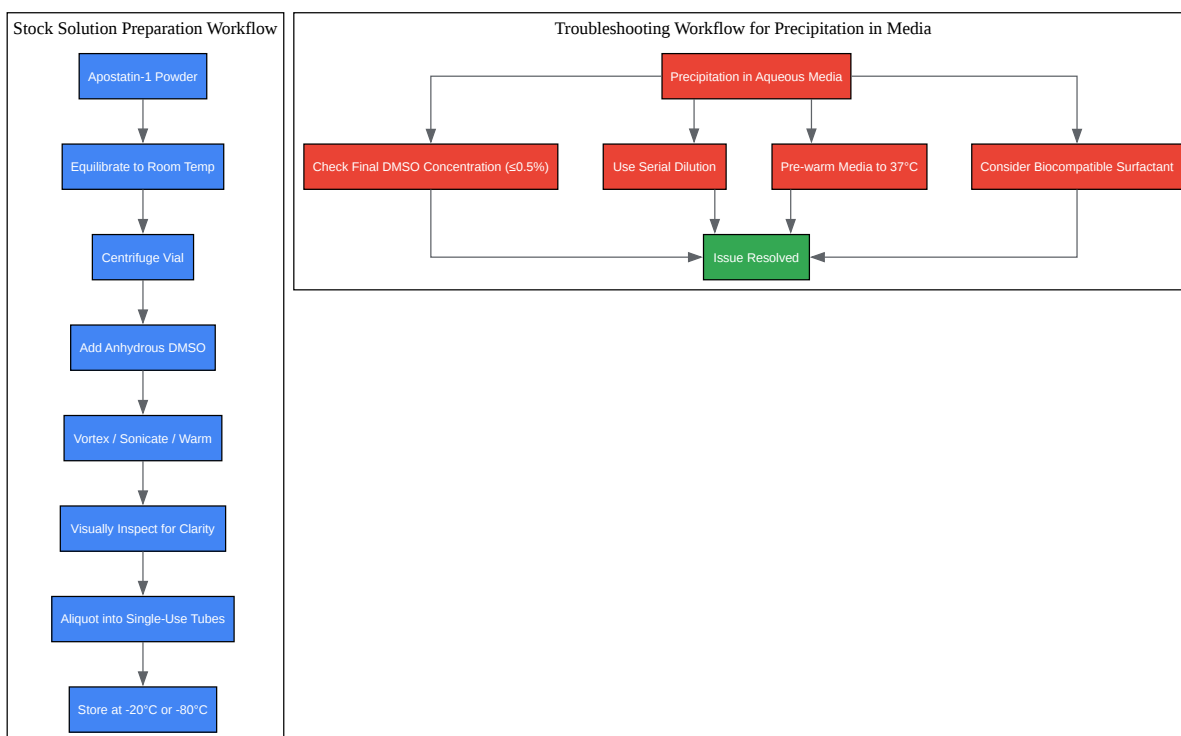 Stock Solution Preparation Workflow
Apostatin-1 Powder
Equilibrate to Room Temp
Centrifuge Vial
Add Anhydrous DMSO
Vortex / Sonicate / Warm
Visually Inspect for Clarity
Aliquot into Single-Use Tubes
Store at -20°C or -80°C
Troubleshooting Workflow for Precipitation in Media
Precipitation in Aqueous Media
Check Final DMSO Concentration (≤0.5%)
Use Serial Dilution
Pre-warm Media to 37°C
Consider Biocompatible Surfactant
Issue Resolved